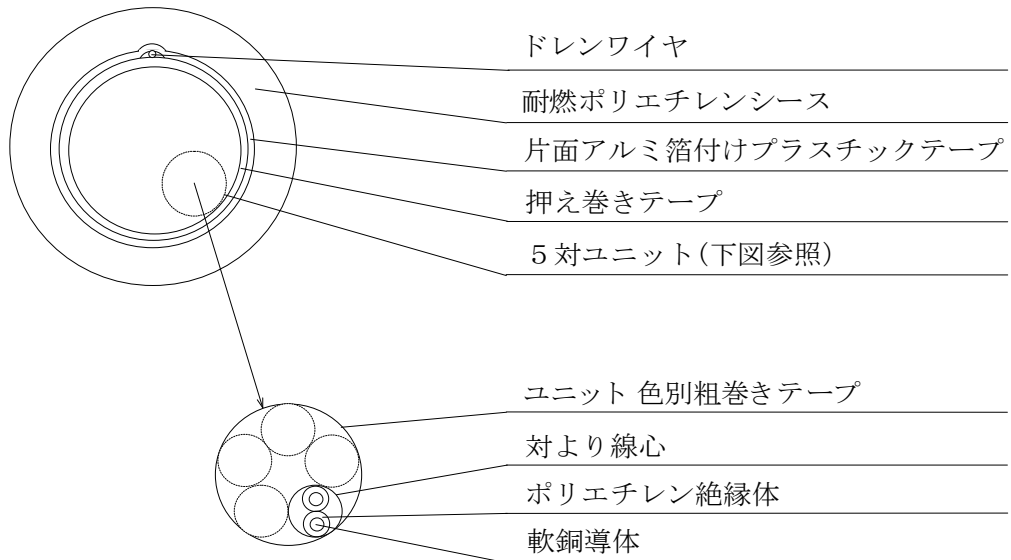 ドレンワイヤ
耐燃ポリエチレンシース
片面アルミ箔付けプラスチックテープ
押え巻きテープ
5対ユニット(下図参照)
ユニット 色別粗巻きテープ
対より線心
ポリエチレン絶縁体
軟銅導体